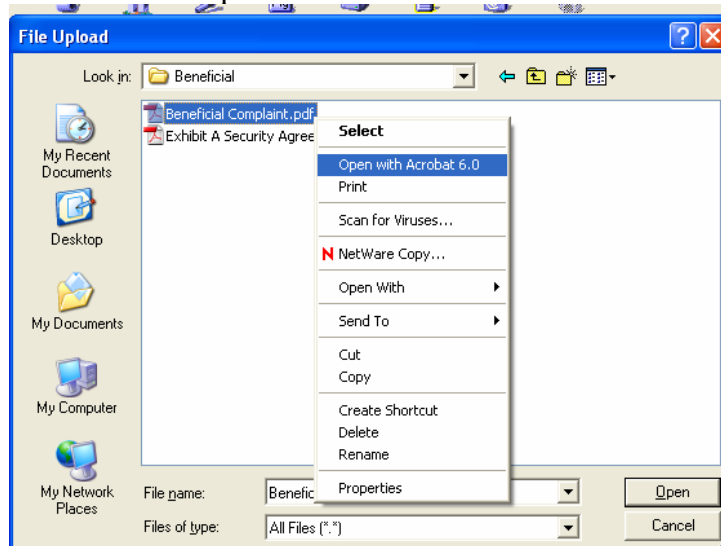 File Upload
Look in: Beneficial
Beneficial Complaint.pdf
Exhibit A Security Agree
Select
Open with Acrobat 6.0
Print
Scan for Viruses...
N NetWare Copy...
Open With
Send To
Cut
Copy
Create Shortcut
Delete
Rename
Properties
My Recent
Documents
Desktop
My Documents
My Computer
My Network
Places
File name: Benefic
Open
Files of type: All Files (*.*)
Cancel